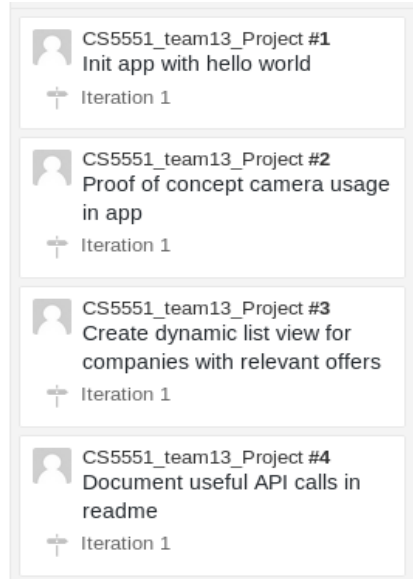 CS5551_team13_Project #1
Init app with hello world
Iteration 1
CS5551_team13_Project #2
Proof of concept camera usage
in app
Iteration 1
CS5551_team13_Project #3
Create dynamic list view for
companies with relevant offers
Iteration 1
CS5551_team13_Project #4
Document useful API calls in
readme
Iteration 1